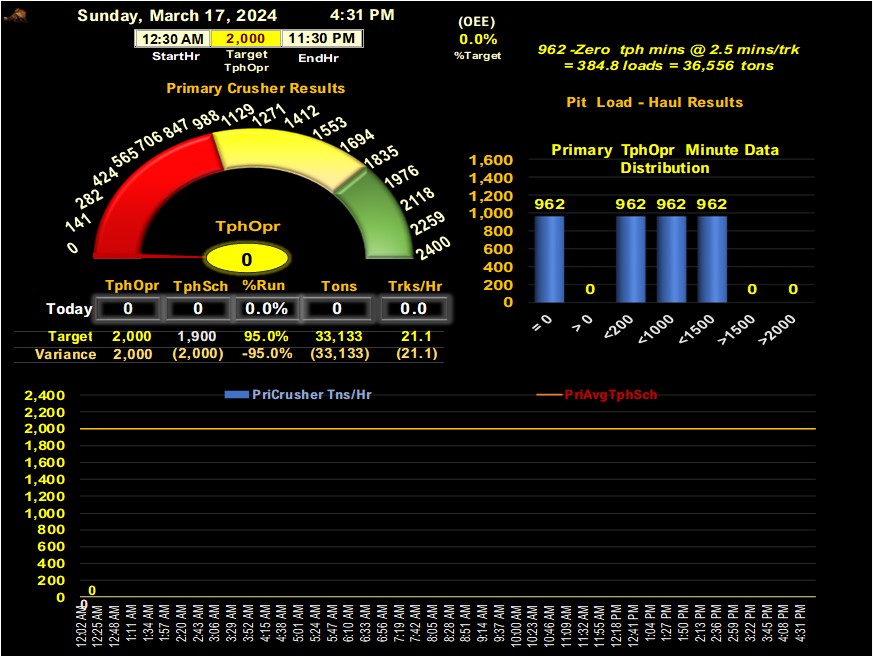 Sunday, March 17, 2024 4:31 PM
12:30 AM 2,000 11:30 PM
StartHr Target TphOpr EndHr
(OEE)
0.0%
%Target
962 -Zero tph mins @ 2.5 mins/trk
= 384.8 loads = 36,556 tons
Primary Crusher Results
0 141 282 424 565 706 847 988 1129 1271 1412 1553 1694 1835 1976 2118 2259 2400
TphOpr
0
TphOpr TphSch %Run Tons Trks/Hr
Today 0 0 0.0% 0 0.0
Target 2,000 1,900 95.0% 33,133 21.1
Variance 2,000 (2,000) -95.0% (33,133) (21.1)
Pit Load - Haul Results
Primary TphOpr Minute Data
Distribution
1,600
1,400
1,200
1,000
800
600
400
200
0
962 0 962 962 962 0 0
= 0 > 0 <200 <1000 <1500 >1500 >2000
PriCrusher Tns/Hr PriAvgTphSch
2,400
2,200
2,000
1,800
1,600
1,400
1,200
1,000
800
600
400
200
0
0
0
12:02 AM 12:25 AM 12:48 AM 1:11 AM 1:34 AM 1:57 AM 2:20 AM 2:43 AM 3:06 AM 3:29 AM 3:52 AM 4:15 AM 4:38 AM 5:01 AM 5:24 AM 5:47 AM 6:10 AM 6:33 AM 6:56 AM 7:19 AM 7:42 AM 8:05 AM 8:28 AM 8:51 AM 9:14 AM 9:37 AM 10:00 AM 10:23 AM 10:46 AM 11:09 AM 11:32 AM 11:55 AM 12:18 PM 12:41 PM 1:04 PM 1:27 PM 1:50 PM 2:13 PM 2:36 PM 2:59 PM 3:22 PM 3:45 PM 4:08 PM 4:31 PM